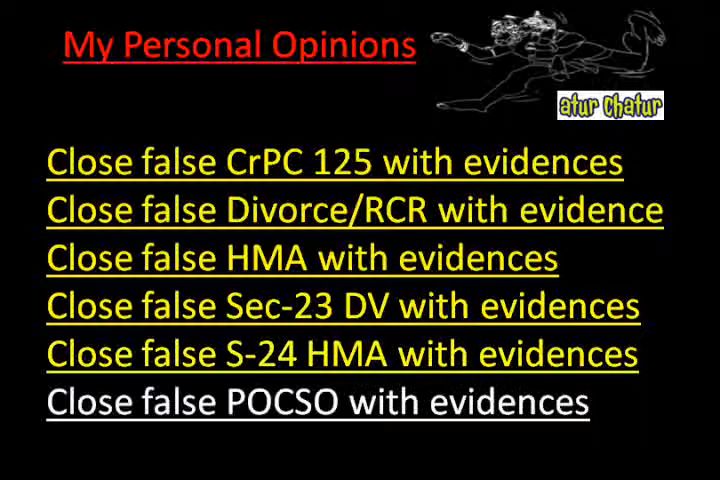 My Personal Opinions
atur Chatur
Close false CrPC 125 with evidences
Close false Divorce/RCR with evidence
Close false HMA with evidences
Close false Sec-23 DV with evidences
Close false S-24 HMA with evidences
Close false POCSO with evidences